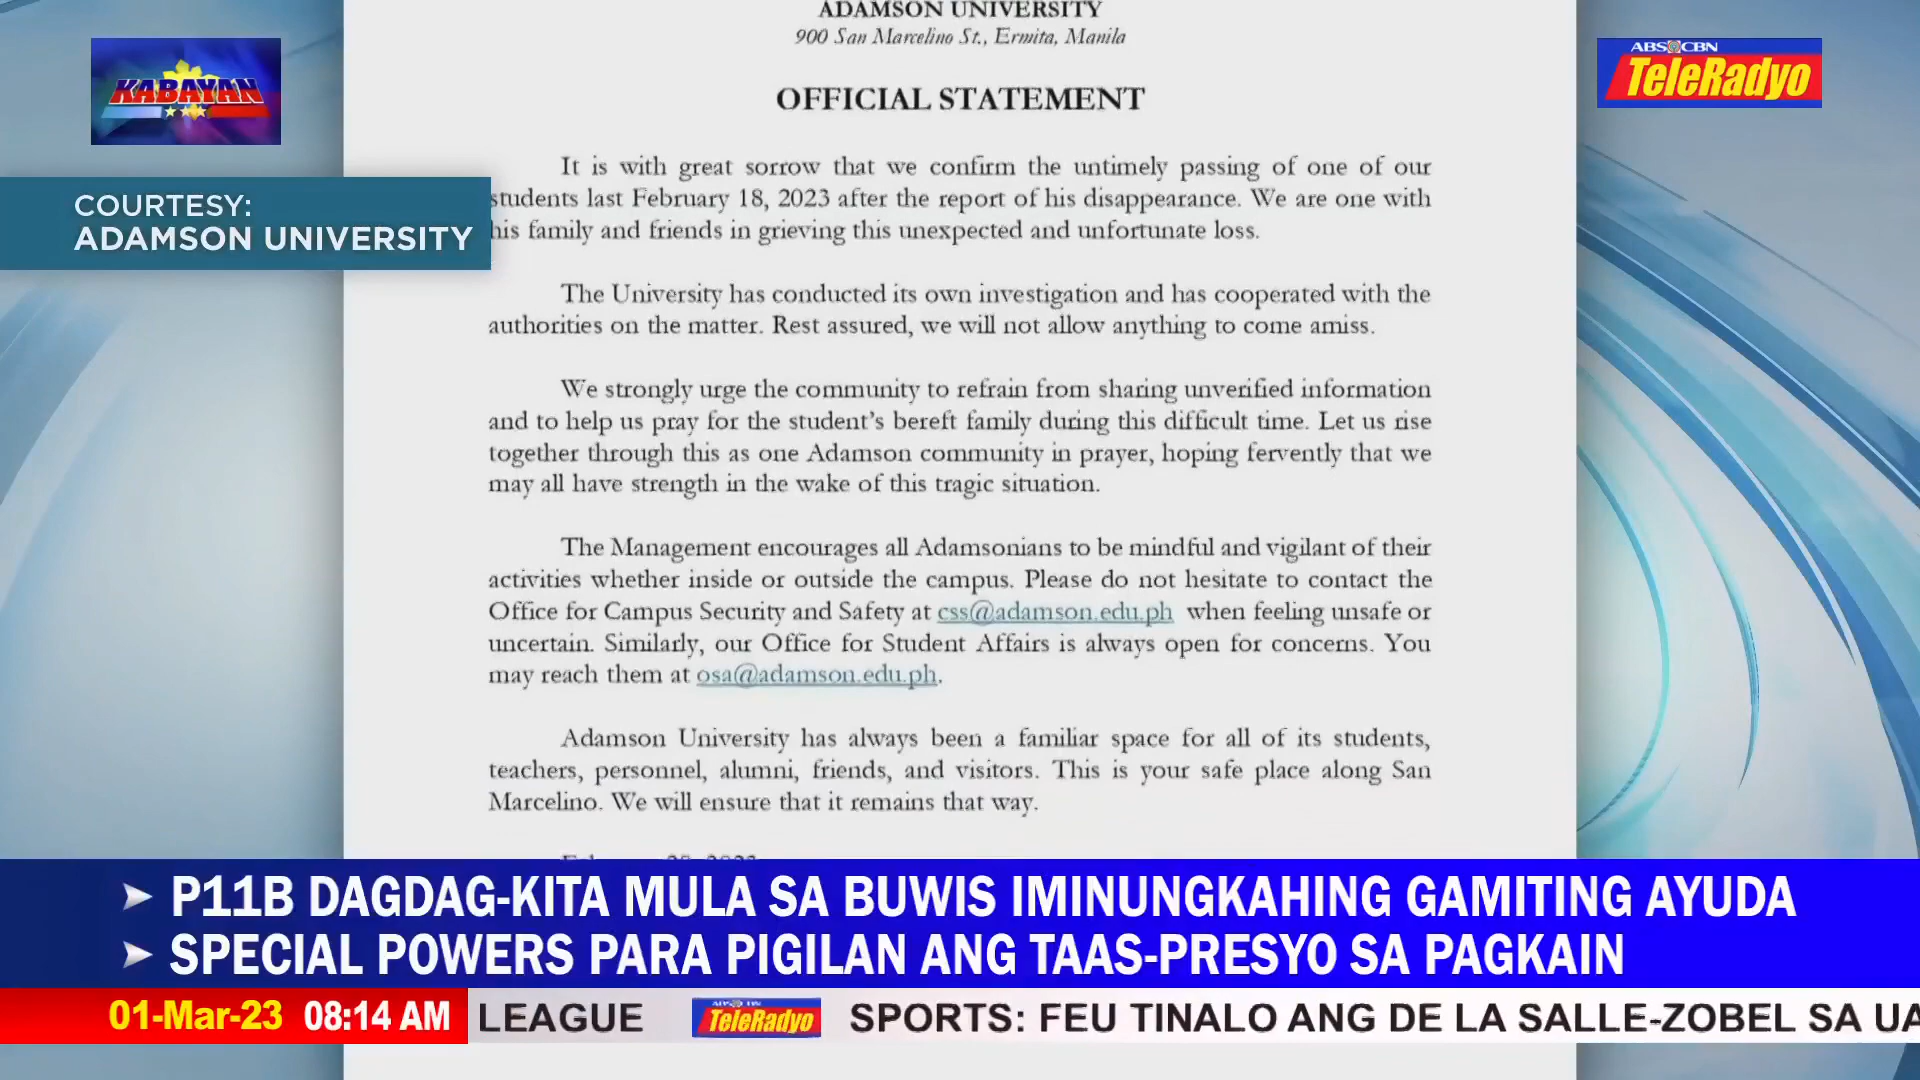 ADAMSON UNIVERSITY
900 San Marcelino St., Ermita, Manila
KABAYAN
ABS CBN
TeleRadyo
OFFICIAL STATEMENT
It is with great sorrow that we confirm the untimely passing of one of our
students last February 18, 2023 after the report of his disappearance. We are one with
his family and friends in grieving this unexpected and unfortunate loss.
COURTESY:
ADAMSON UNIVERSITY
The University has conducted its own investigation and has cooperated with the
authorities on the matter. Rest assured, we will not allow anything to come amiss.
We strongly urge the community to refrain from sharing unverified information
and to help us pray for the student’s bereft family during this difficult time. Let us rise
together through this as one Adamson community in prayer, hoping fervently that we
may all have strength in the wake of this tragic situation.
The Management encourages all Adamsonians to be mindful and vigilant of their
activities whether inside or outside the campus. Please do not hesitate to contact the
Office for Campus Security and Safety at css@adamson.edu.ph when feeling unsafe or
uncertain. Similarly, our Office for Student Affairs is always open for concerns. You
may reach them at osa@adamson.edu.ph.
Adamson University has always been a familiar space for all of its students,
teachers, personnel, alumni, friends, and visitors. This is your safe place along San
Marcelino. We will ensure that it remains that way.
P11B DAGDAG-KITA MULA SA BUWIS IMINUNGKAHING GAMITING AYUDA
SPECIAL POWERS PARA PIGILAN ANG TAAS-PRESYO SA PAGKAIN
01-Mar-23 08:14 AM LEAGUE ABS CBN TeleRadyo SPORTS: FEU TINALO ANG DE LA SALLE-ZOBEL SA UA